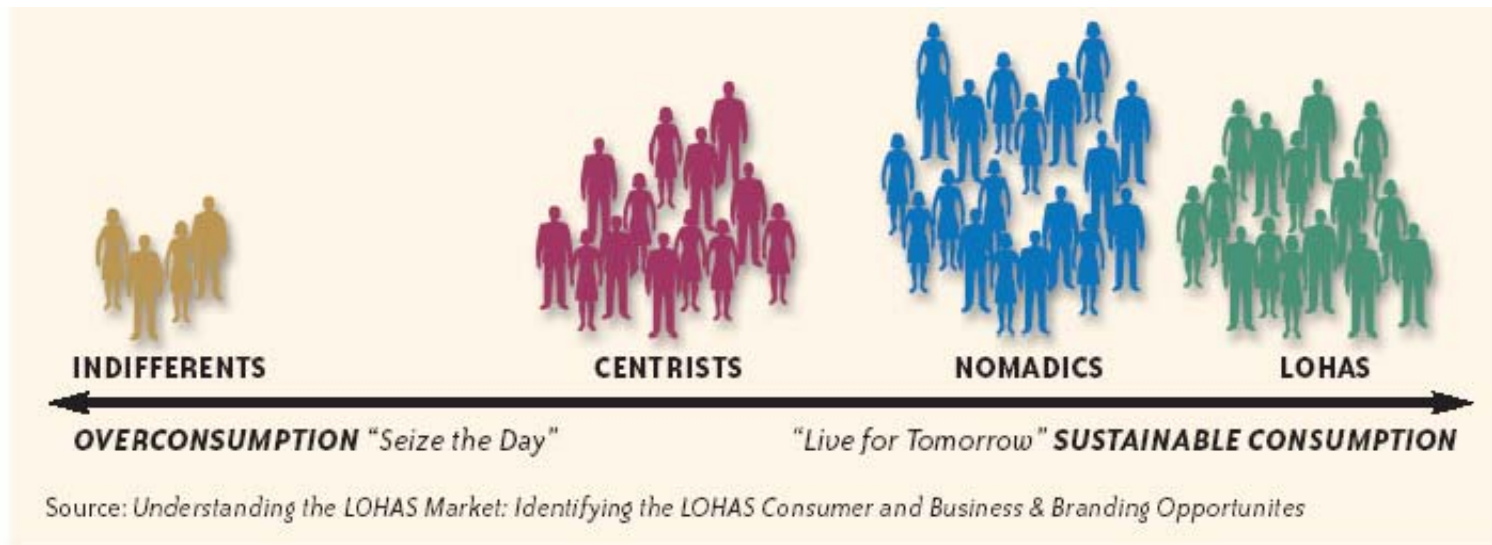 INDIFFERENTS CENTRISTS NOMADICS LOHAS
OVERCONSUMPTION “Seize the Day” “Live for Tomorrow” SUSTAINABLE CONSUMPTION
Source: Understanding the LOHAS Market: Identifying the LOHAS Consumer and Business & Branding Opportunites